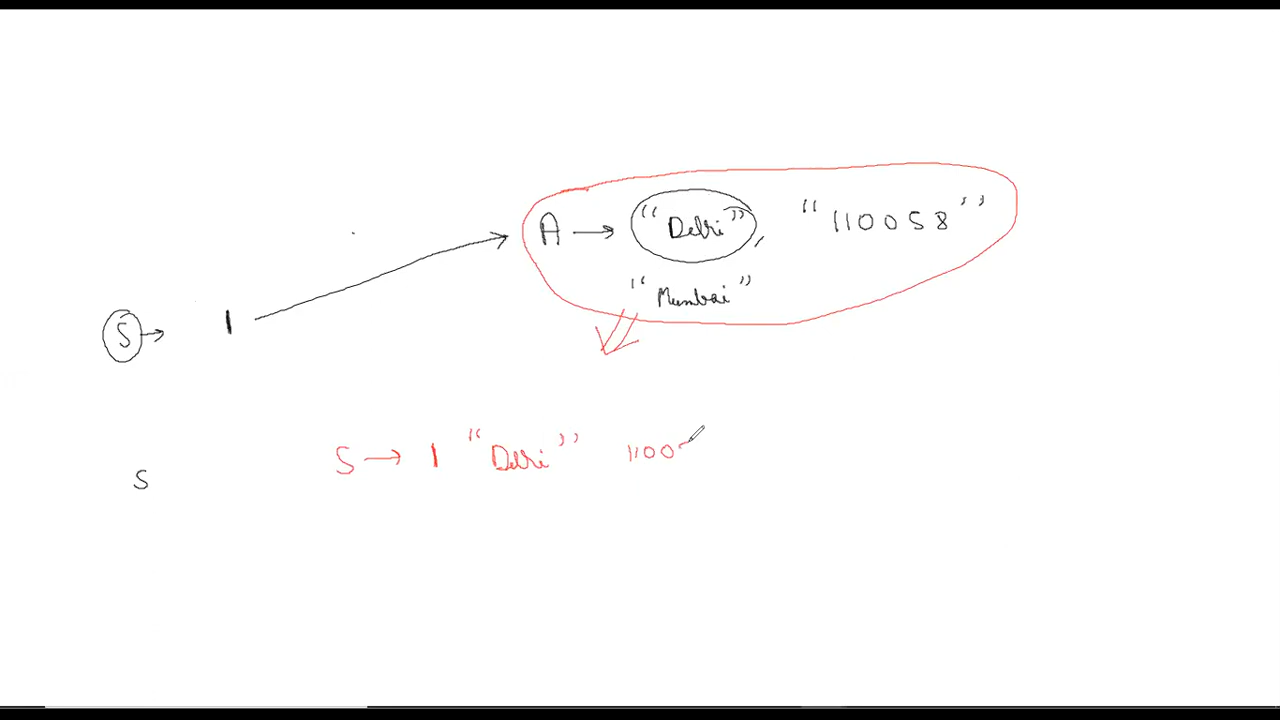 A → "Delhi", "110058"
"Mumbai"
S → 1
S → 1 "Delhi" 1100
S